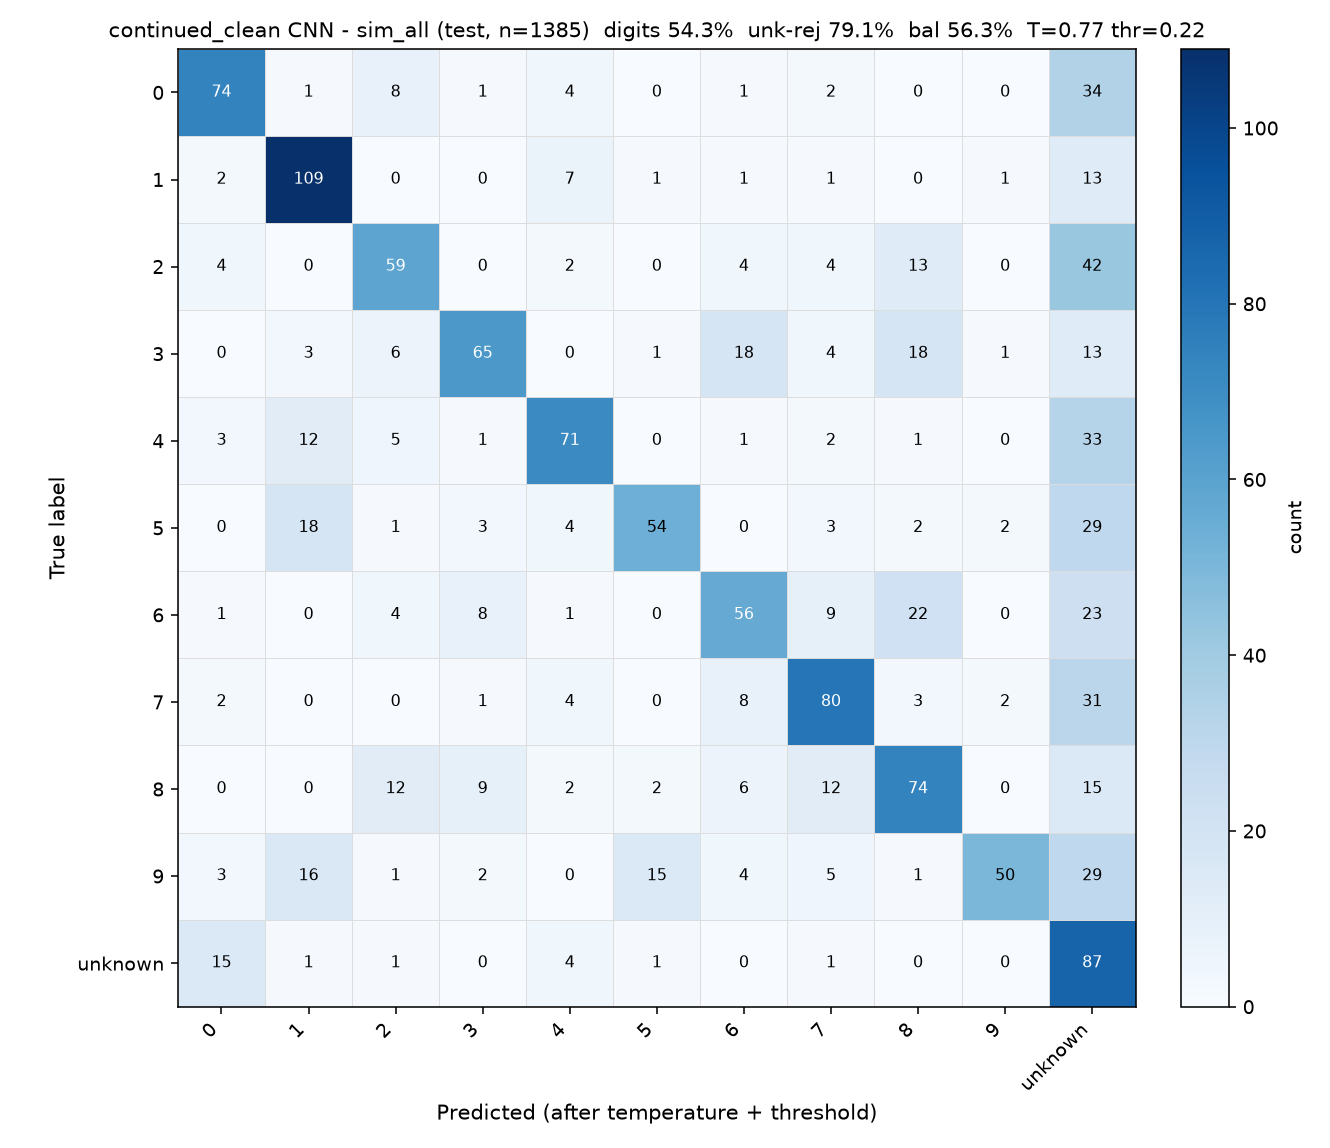 continued_clean CNN - sim_all (test, n=1385)  digits 54.3%  unk-rej 79.1%  bal 56.3%  T=0.77 thr=0.22
0 74 1 8 1 4 0 1 2 0 0 34
1 2 109 0 0 7 1 1 1 0 1 13
2 4 0 59 0 2 0 4 4 13 0 42
3 0 3 6 65 0 1 18 4 18 1 13
4 3 12 5 1 71 0 1 2 1 0 33
5 0 18 1 3 4 54 0 3 2 2 29
6 1 0 4 8 1 0 56 9 22 0 23
7 2 0 0 1 4 0 8 80 3 2 31
8 0 0 12 9 2 2 6 12 74 0 15
9 3 16 1 2 0 15 4 5 1 50 29
unknown 15 1 1 0 4 1 0 1 0 0 87
0 1 2 3 4 5 6 7 8 9 unknown
Predicted (after temperature + threshold)
True label
100
80
60
40
20
0
count